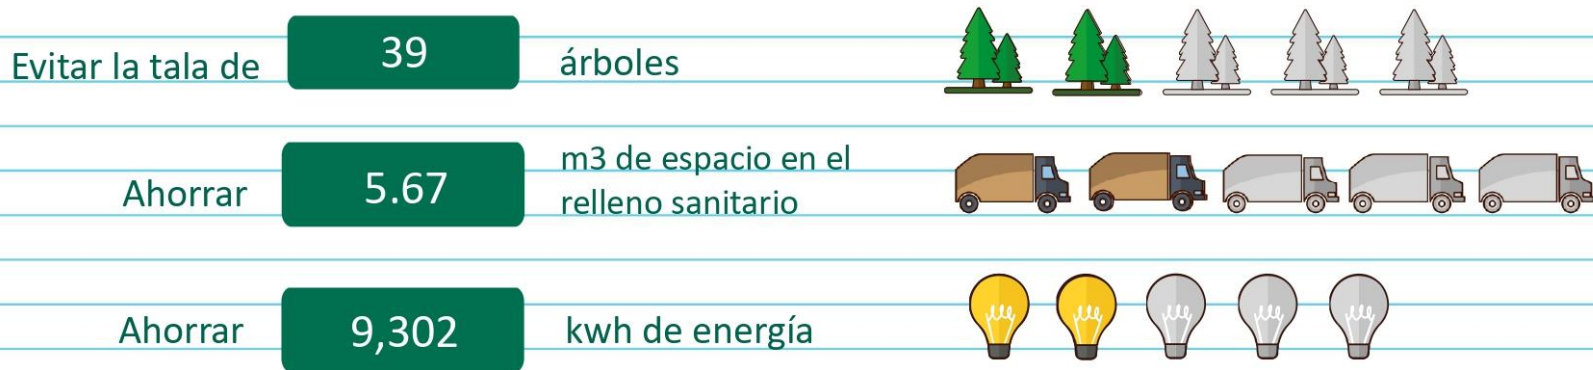 Evitar la tala de 39 árboles
Ahorrar 5.67 m3 de espacio en el
relleno sanitario
Ahorrar 9,302 kwh de energía